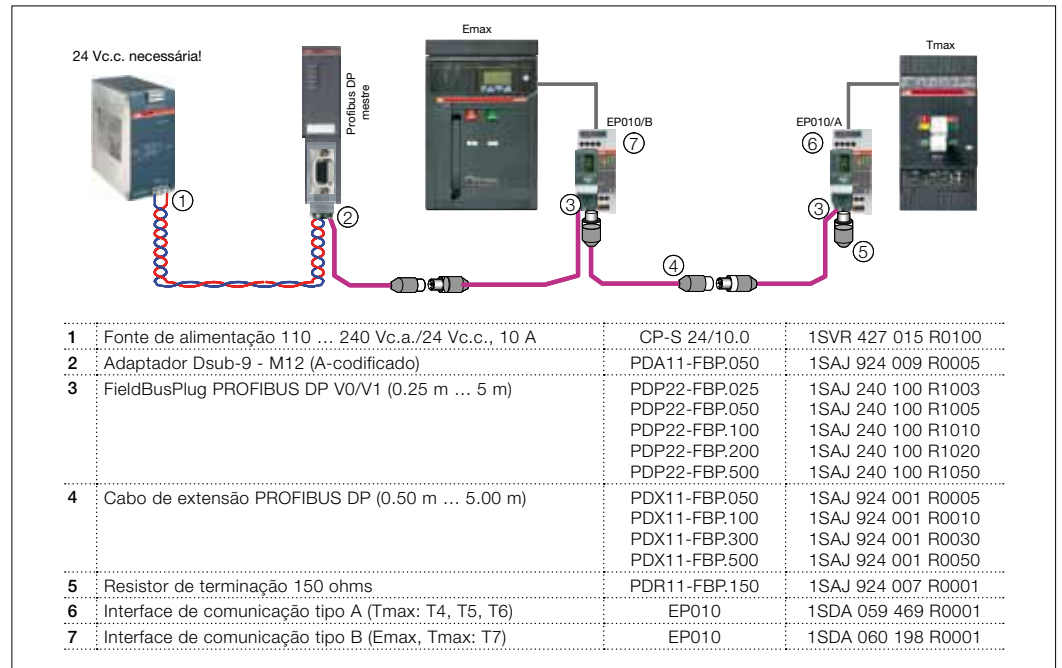 Emax
24 Vc.c. necessária!
Tmax
Profibus DP
mestre
EP010/B
EP010/A
7
6
1
2
3
3
4
5
1 Fonte de alimentação 110 … 240 Vc.a./24 Vc.c., 10 A CP-S 24/10.0 1SVR 427 015 R0100
2 Adaptador Dsub-9 - M12 (A-codificado) PDA11-FBP.050 1SAJ 924 009 R0005
3 FieldBusPlug PROFIBUS DP V0/V1 (0.25 m … 5 m) PDP22-FBP.025 1SAJ 240 100 R1003
PDP22-FBP.050 1SAJ 240 100 R1005
PDP22-FBP.100 1SAJ 240 100 R1010
PDP22-FBP.200 1SAJ 240 100 R1020
PDP22-FBP.500 1SAJ 240 100 R1050
4 Cabo de extensão PROFIBUS DP (0.50 m … 5.00 m) PDX11-FBP.050 1SAJ 924 001 R0005
PDX11-FBP.100 1SAJ 924 001 R0010
PDX11-FBP.300 1SAJ 924 001 R0030
PDX11-FBP.500 1SAJ 924 001 R0050
5 Resistor de terminação 150 ohms PDR11-FBP.150 1SAJ 924 007 R0001
6 Interface de comunicação tipo A (Tmax: T4, T5, T6) EP010 1SDA 059 469 R0001
7 Interface de comunicação tipo B (Emax, Tmax: T7) EP010 1SDA 060 198 R0001